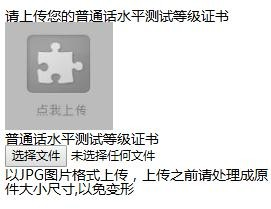 请上传您的普通话水平测试等级证书
点我上传
普通话水平测试等级证书
选择文件 未选择任何文件
以JPG图片格式上传，上传之前请处理成原
件大小尺寸,以免变形